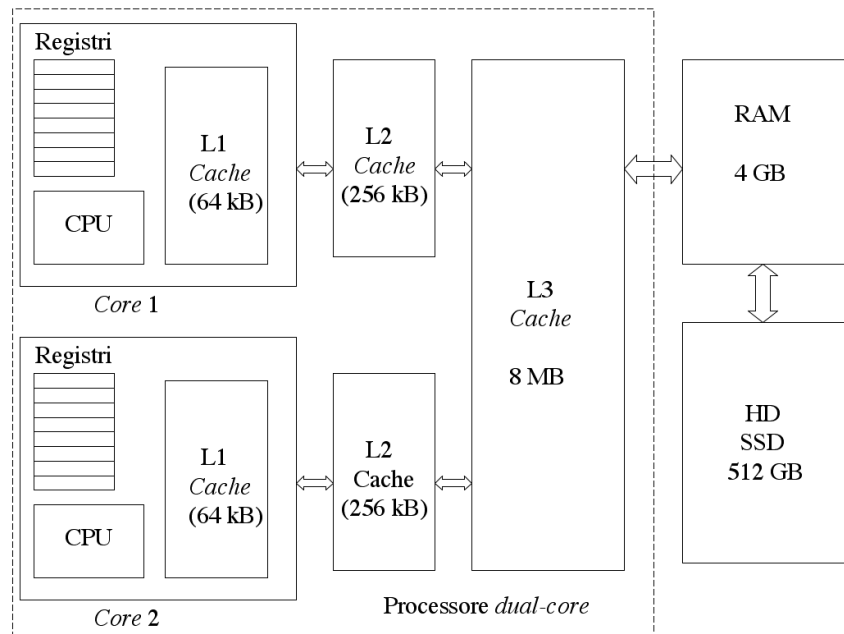 Registri
L1
Cache
(64 kB)
CPU
Core 1
L2
Cache
(256 kB)
L3
Cache
8 MB
RAM
4 GB
Registri
L1
Cache
(64 kB)
CPU
Core 2
L2
Cache
(256 kB)
Processore dual-core
HD
SSD
512 GB